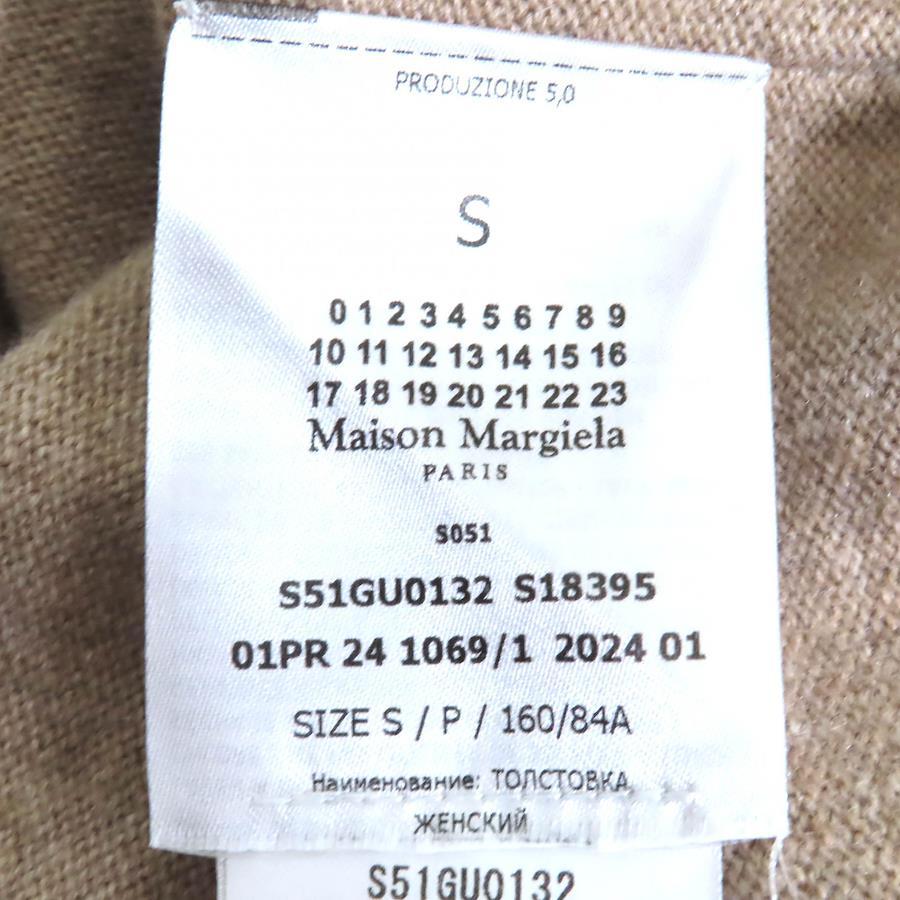 PRODUZIONE 5,0
S
0 1 2 3 4 5 6 7 8 9
10 11 12 13 14 15 16
17 18 19 20 21 22 23
Maison Margiela
PARIS
S051
S51GU0132 S18395
01PR 24 1069/1 2024 01
SIZE S / P / 160/84A
Наименование: ТОЛСТОВКА
ЖЕНСКИЙ
S51GU0132